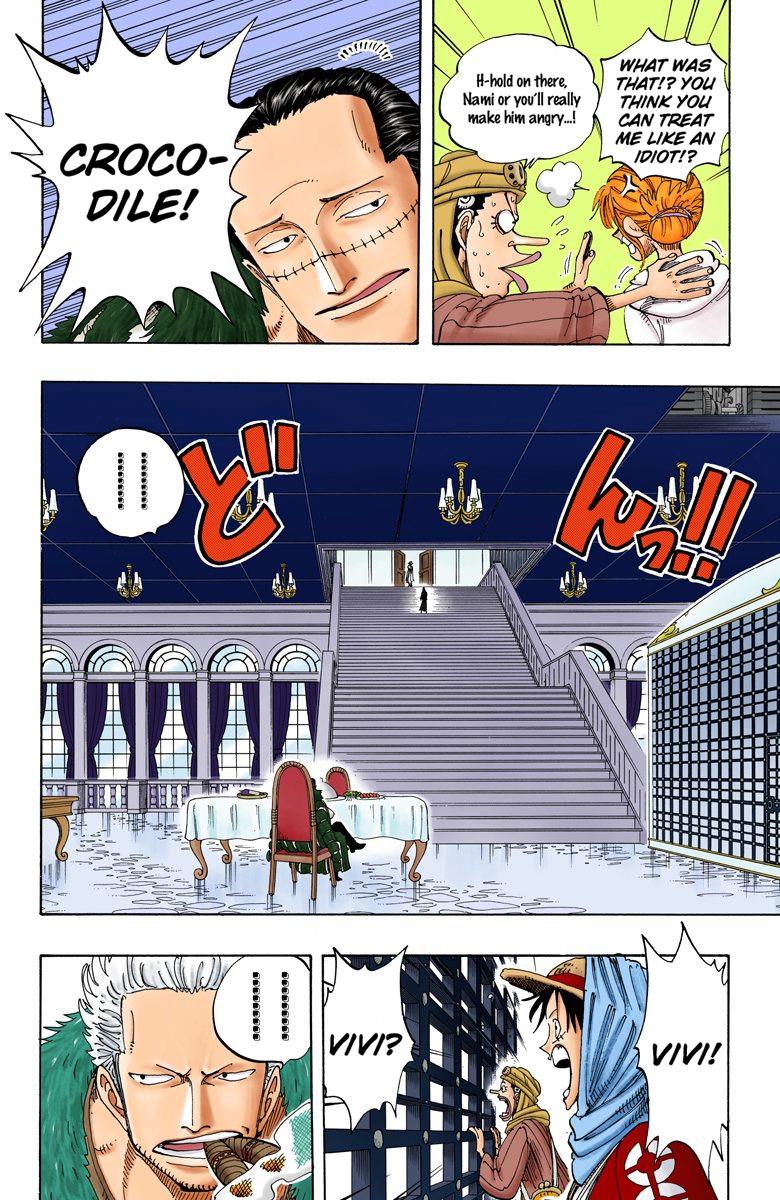 WHAT WAS
THAT!? YOU
THINK YOU
CAN TREAT
ME LIKE AN
IDIOT!?
H-hold on there,
Nami or you'll really
make him angry...!
CROCO-
DILE!
!!
どんっ!!
VIVI!
VIVI?
!!